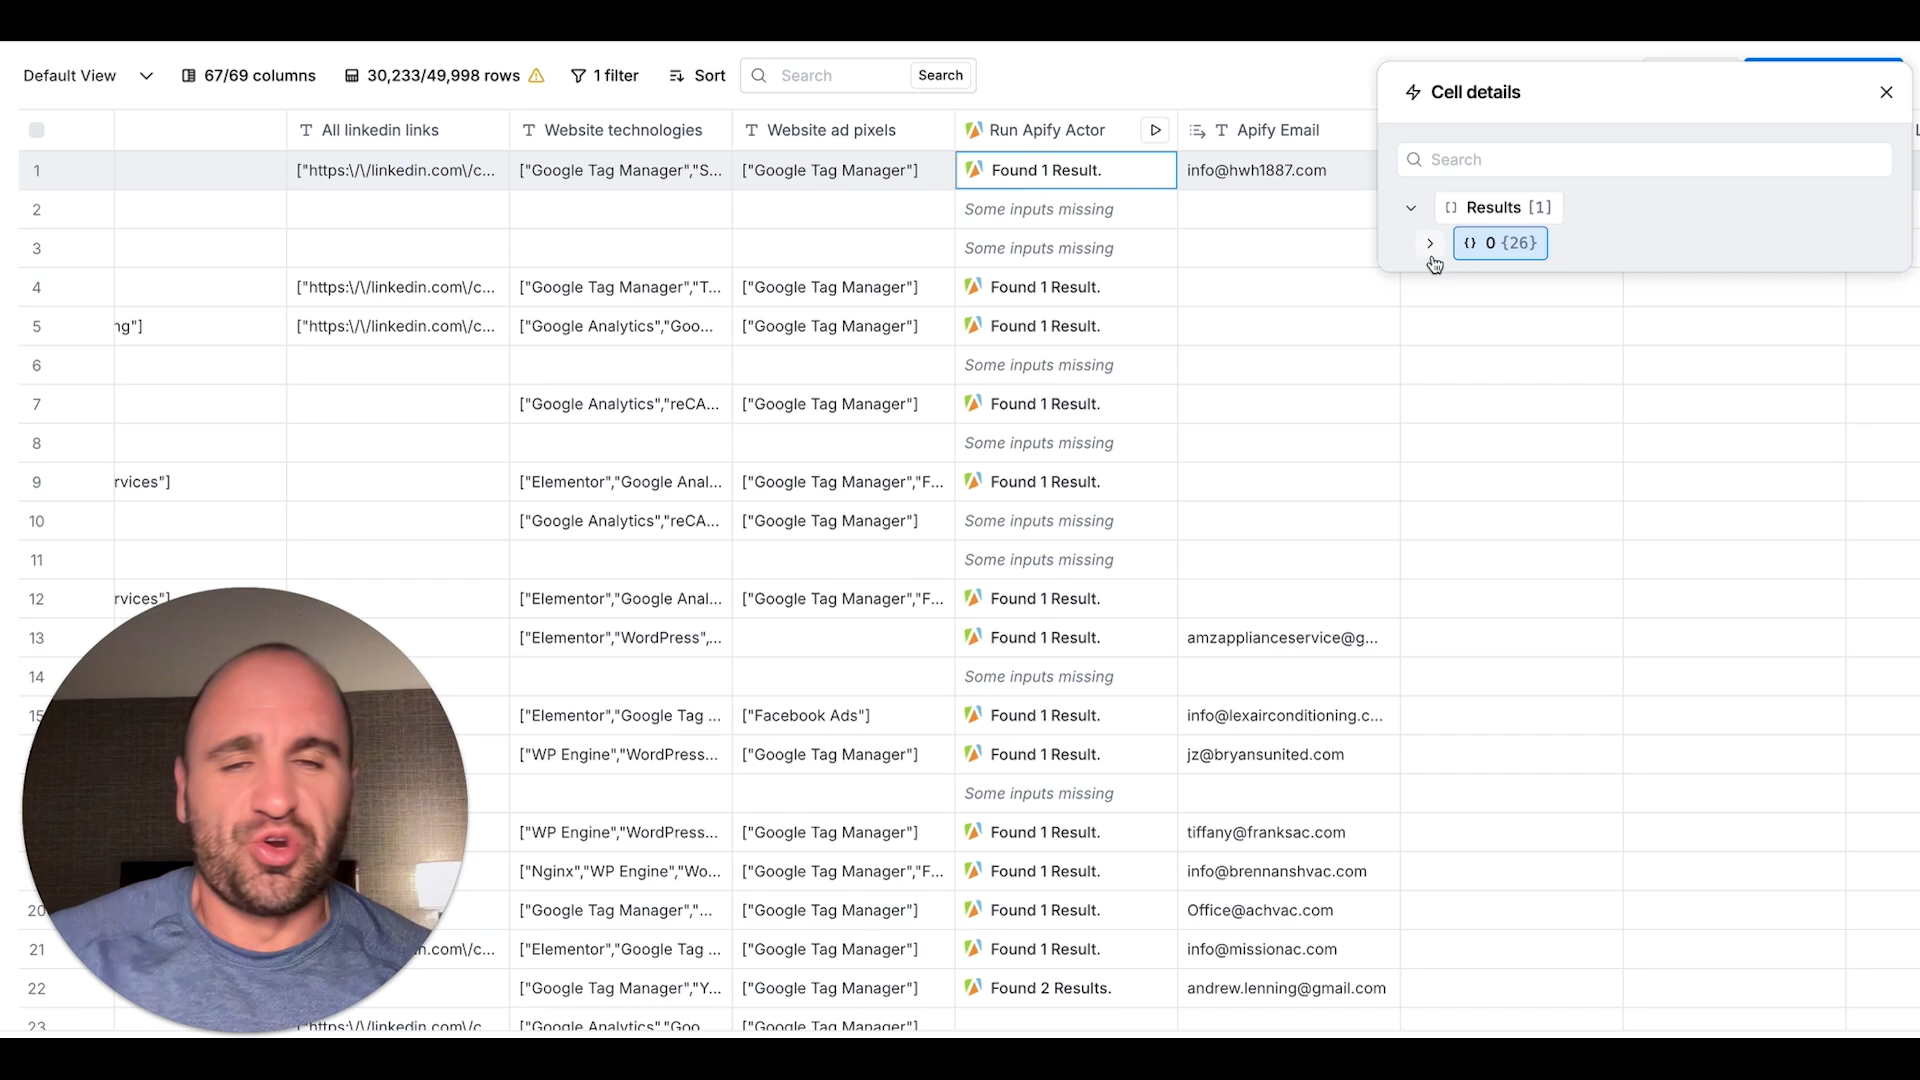 Default View 67/69 columns 30,233/49,998 rows 1 filter Sort Search Search
Cell details
Search
Results [1]
{} 0 {26}
All linkedin links Website technologies Website ad pixels Run Apify Actor Apify Email
1 ["https:\/\/linkedin.com\/c... ["Google Tag Manager","S... ["Google Tag Manager"] Found 1 Result. info@hwh1887.com
2 Some inputs missing
3 Some inputs missing
4 ["https:\/\/linkedin.com\/c... ["Google Tag Manager","T... ["Google Tag Manager"] Found 1 Result.
5 ng"] ["https:\/\/linkedin.com\/c... ["Google Analytics","Goo... ["Google Tag Manager"] Found 1 Result.
6 Some inputs missing
7 ["Google Analytics","reCA... ["Google Tag Manager"] Found 1 Result.
8 Some inputs missing
9 rvices"] ["Elementor","Google Anal... ["Google Tag Manager","F... Found 1 Result.
10 ["Google Analytics","reCA... ["Google Tag Manager"] Some inputs missing
11 Some inputs missing
12 rvices"] ["Elementor","Google Anal... ["Google Tag Manager","F... Found 1 Result.
13 ["Elementor","WordPress",... Found 1 Result. amzapplianceservice@g...
14 Some inputs missing
15 ["Elementor","Google Tag ... ["Facebook Ads"] Found 1 Result. info@lexairconditioning.c...
["WP Engine","WordPress... ["Google Tag Manager"] Found 1 Result. jz@bryansunited.com
Some inputs missing
["WP Engine","WordPress... ["Google Tag Manager"] Found 1 Result. tiffany@franksac.com
["Nginx","WP Engine","Wo... ["Google Tag Manager","F... Found 1 Result. info@brennanshvac.com
20 ["Google Tag Manager","... ["Google Tag Manager"] Found 1 Result. Office@achvac.com
21 n.com\/c... ["Elementor","Google Tag ... ["Google Tag Manager"] Found 1 Result. info@missionac.com
22 ["Google Tag Manager","Y... ["Google Tag Manager"] Found 2 Results. andrew.lenning@gmail.com
23 "https:\/\/linkedin.com\/c ["Google Analytics","Goo ["Google Tag Manager"]